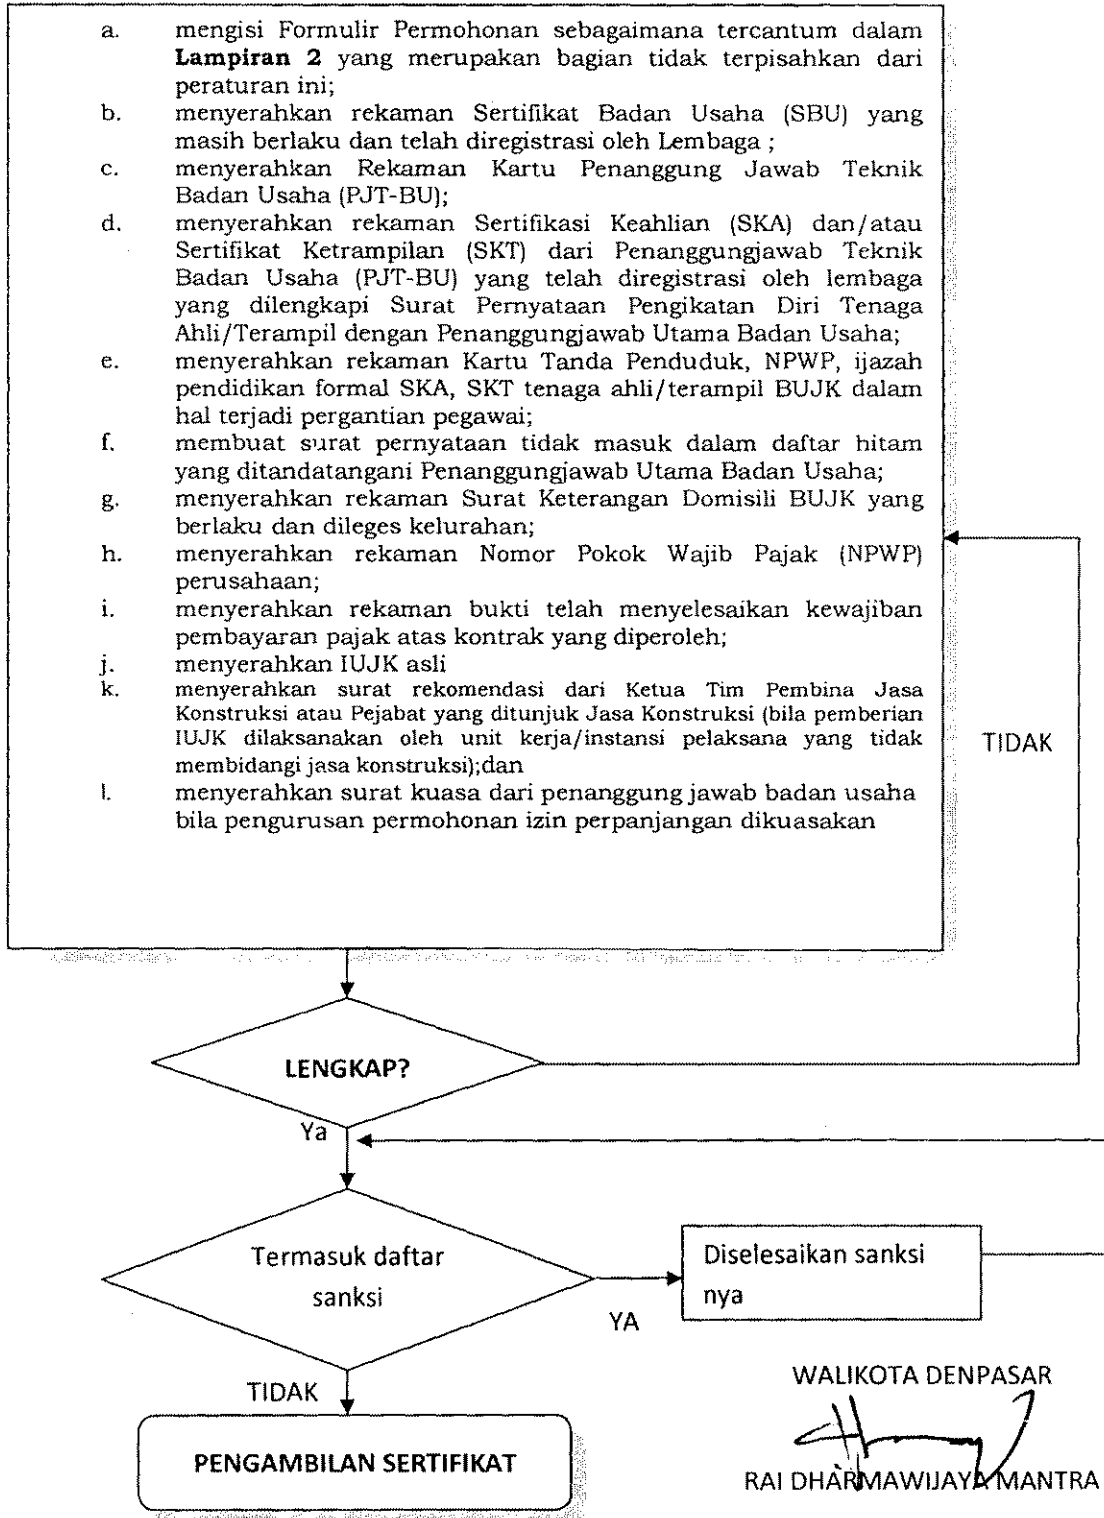 a. mengisi Formulir Permohonan sebagaimana tercantum dalam
Lampiran 2 yang merupakan bagian tidak terpisahkan dari
peraturan ini;
b. menyerahkan rekaman Sertifikat Badan Usaha (SBU) yang
masih berlaku dan telah diregistrasi oleh Lembaga ;
c. menyerahkan Rekaman Kartu Penanggung Jawab Teknik
Badan Usaha (PJT-BU);
d. menyerahkan rekaman Sertifikasi Keahlian (SKA) dan/atau
Sertifikat Ketrampilan (SKT) dari Penanggungjawab Teknik
Badan Usaha (PJT-BU) yang telah diregistrasi oleh lembaga
yang dilengkapi Surat Pernyataan Pengikatan Diri Tenaga
Ahli/Terampil dengan Penanggungjawab Utama Badan Usaha;
e. menyerahkan rekaman Kartu Tanda Penduduk, NPWP, ijazah
pendidikan formal SKA, SKT tenaga ahli/terampil BUJK dalam
hal terjadi pergantian pegawai;
f. membuat surat pernyataan tidak masuk dalam daftar hitam
yang ditandatangani Penanggungjawab Utama Badan Usaha;
g. menyerahkan rekaman Surat Keterangan Domisili BUJK yang
berlaku dan dileges kelurahan;
h. menyerahkan rekaman Nomor Pokok Wajib Pajak (NPWP)
perusahaan;
i. menyerahkan rekaman bukti telah menyelesaikan kewajiban
pembayaran pajak atas kontrak yang diperoleh;
j. menyerahkan IUJK asli
k. menyerahkan surat rekomendasi dari Ketua Tim Pembina Jasa
Konstruksi atau Pejabat yang ditunjuk Jasa Konstruksi (bila pemberian
IUJK dilaksanakan oleh unit kerja/instansi pelaksana yang tidak
membidangi jasa konstruksi);dan
l. menyerahkan surat kuasa dari penanggung jawab badan usaha
bila pengurusan permohonan izin perpanjangan dikuasakan
TIDAK
LENGKAP?
Ya
Termasuk daftar
sanksi
YA
Diselesaikan sanksi
nya
TIDAK
PENGAMBILAN SERTIFIKAT
WALIKOTA DENPASAR
RAI DHARMAWIJAYA MANTRA